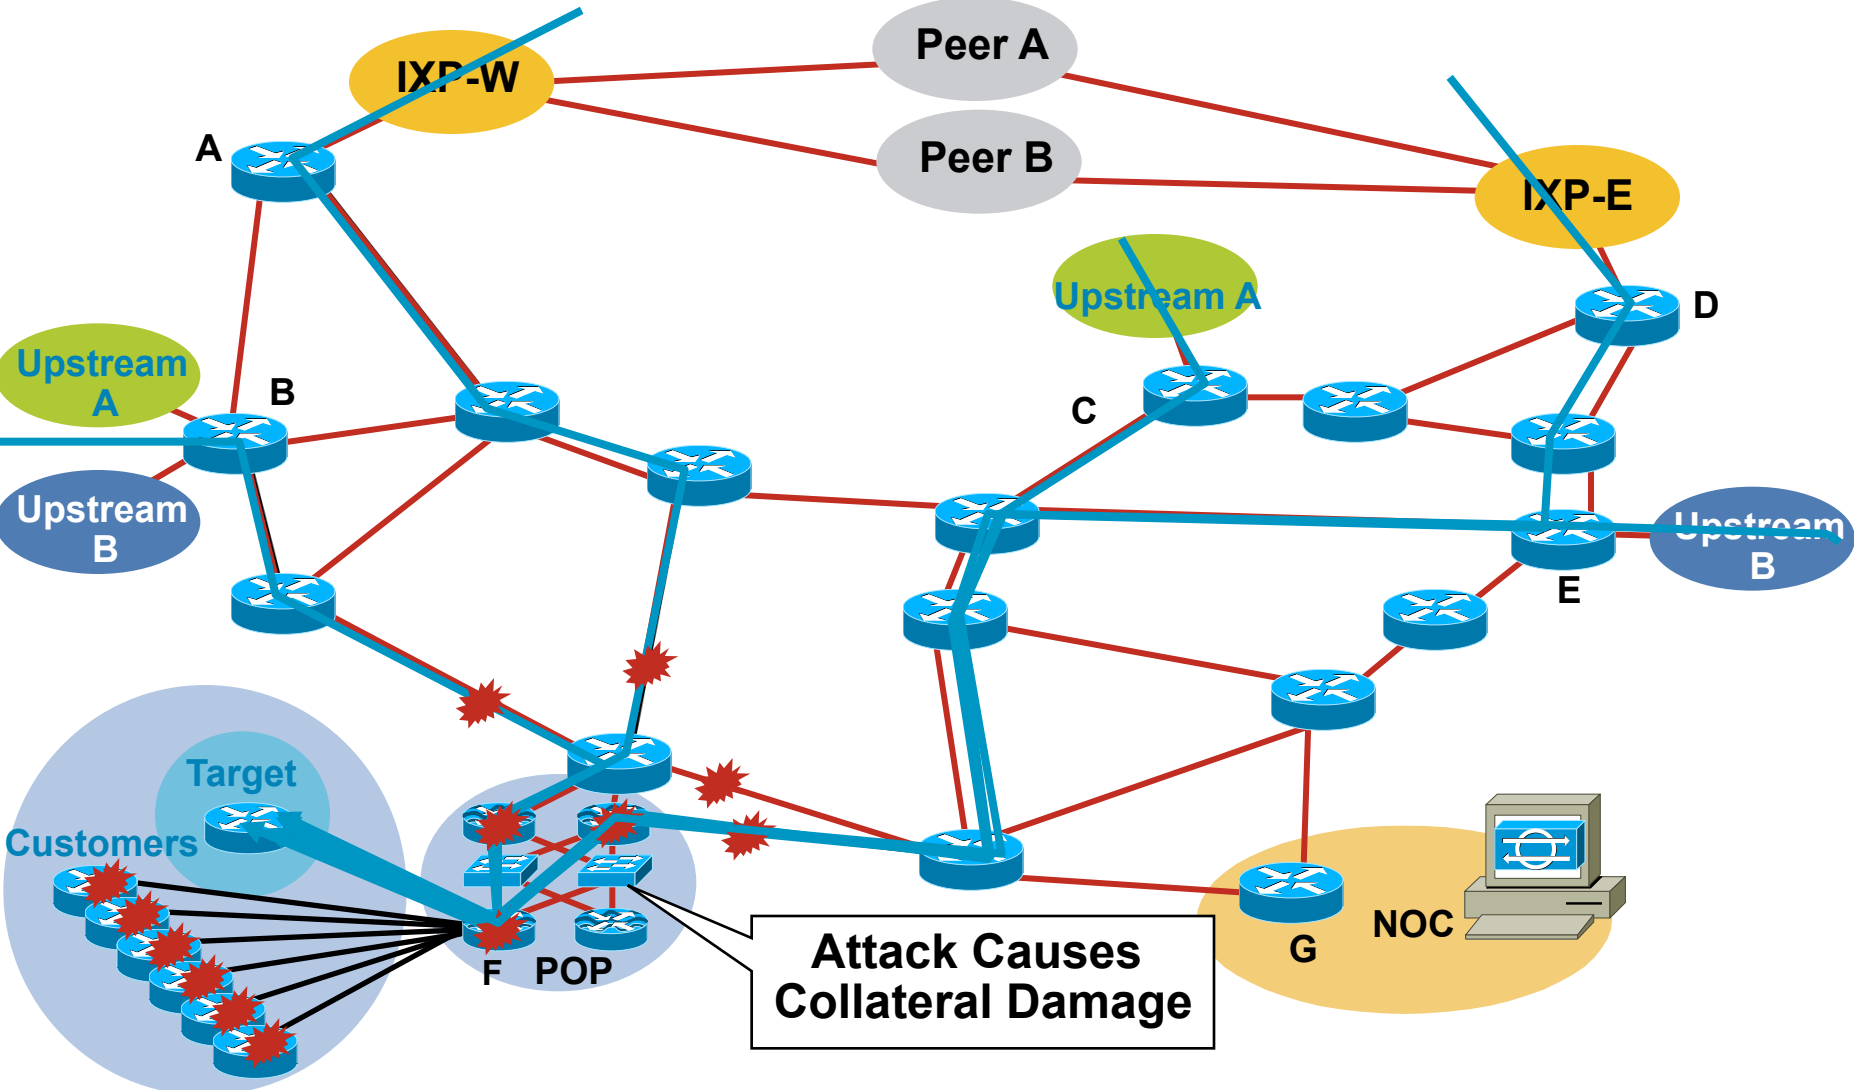 Peer A
IXP-W
A
Peer B
IXP-E
Upstream A
D
Upstream
A
B
C
Upstream
B
Upstream
B
E
Target
Customers
F
POP
Attack Causes
Collateral Damage
NOC
G